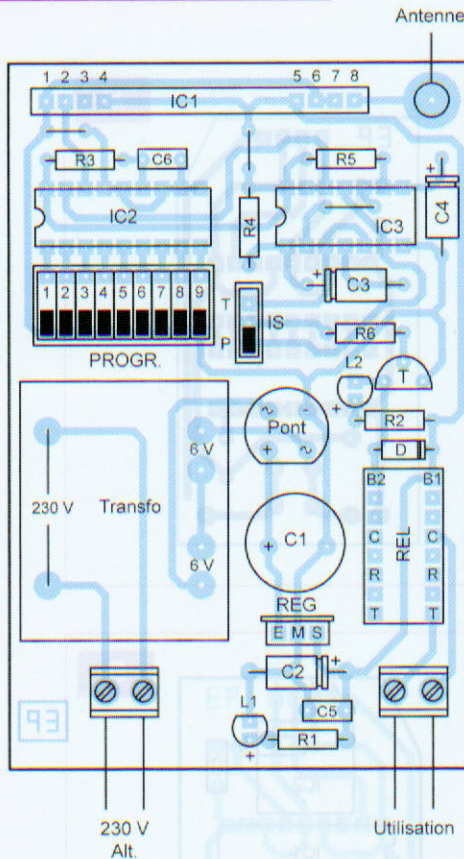 Antenne
1 2 3 4 5 6 7 8
IC1
R3 C6 R5
IC2 R4 IC3 C4
+
1 2 3 4 5 6 7 8 9
T
P
IS
+ C3
R6
PROGR.
L2
T
+
R2
D
Pont
~ -
+ ~
230 V Transfo 6 V
6 V
B2 B1
C C
REL
R R
T T
+ C1
REG
E M S
C2 +
C5
L1
R1
+
230 V
Alt.
Utilisation